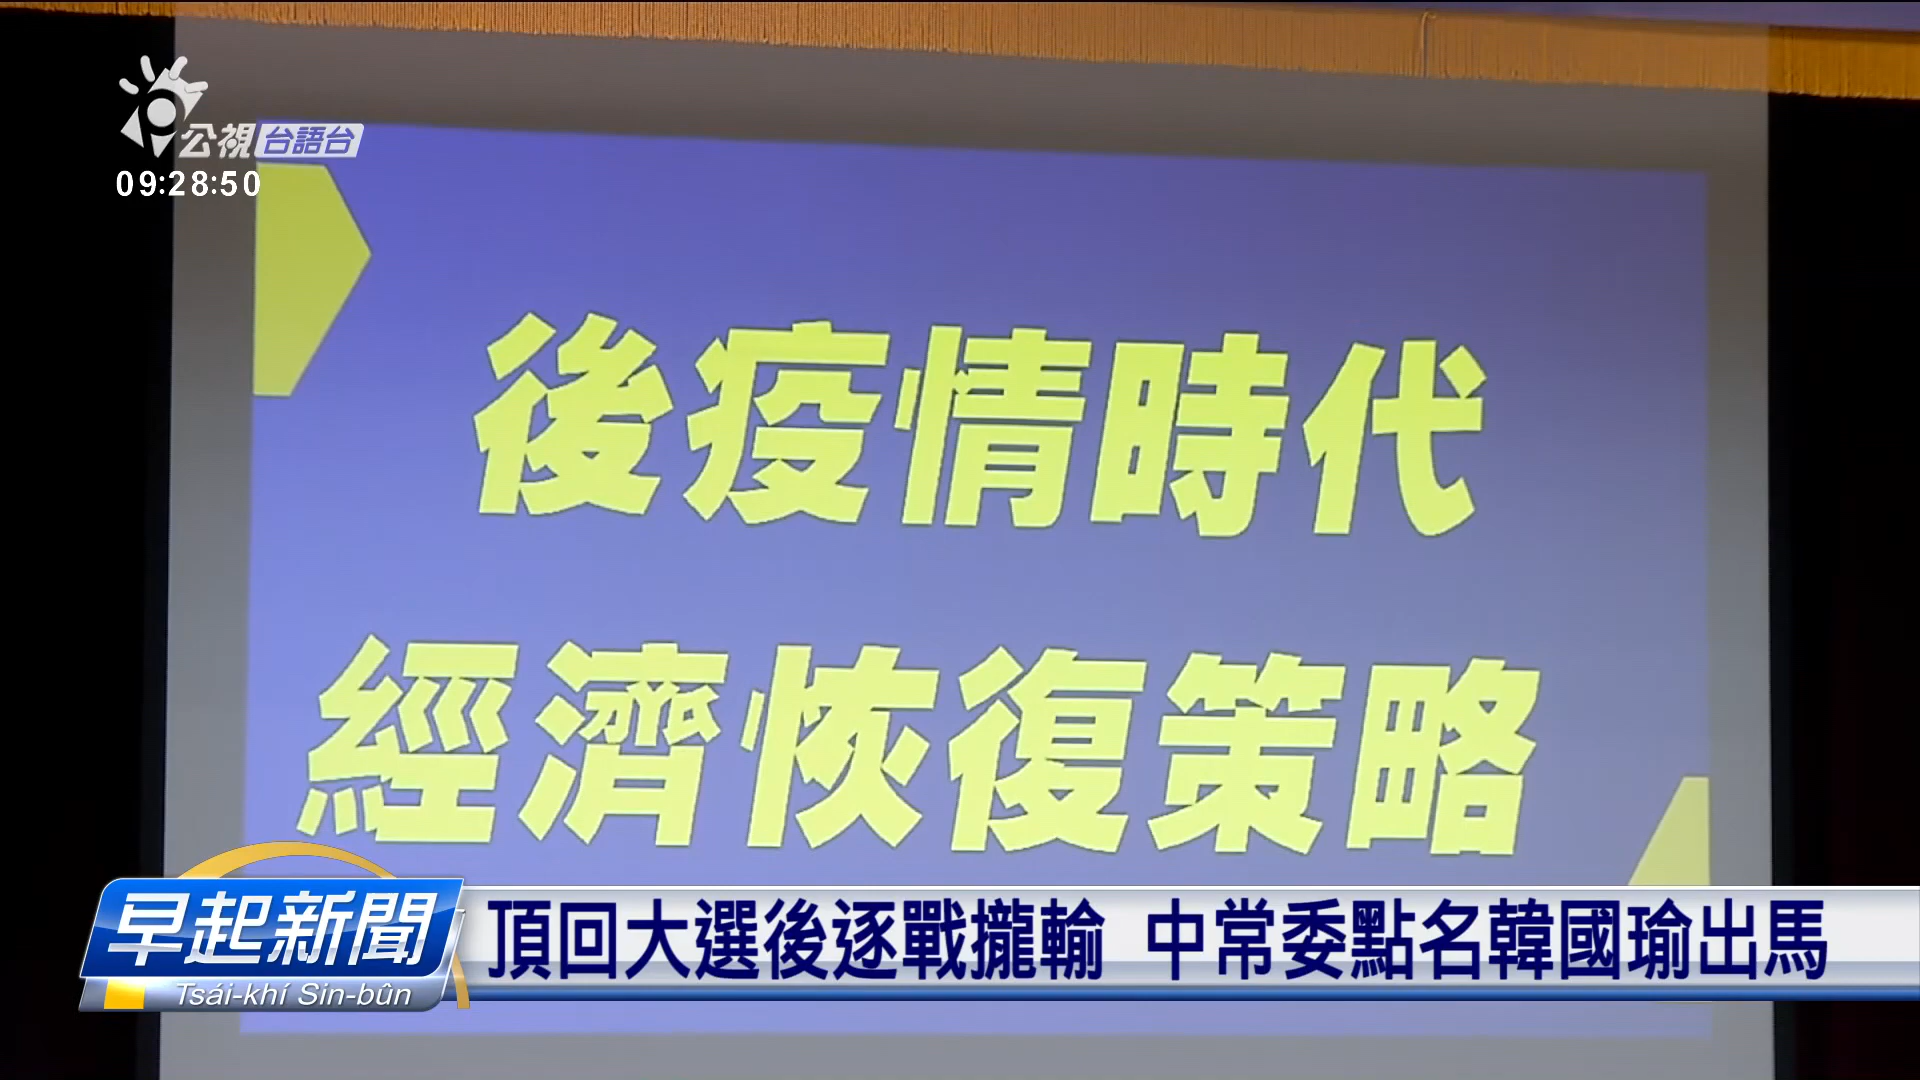 公視台語台
09:28:50
後疫情時代
經濟恢復策略
早起新聞
Tsái-khí Sin-bûn
頂回大選後逐戰攏輸 中常委點名韓國瑜出馬